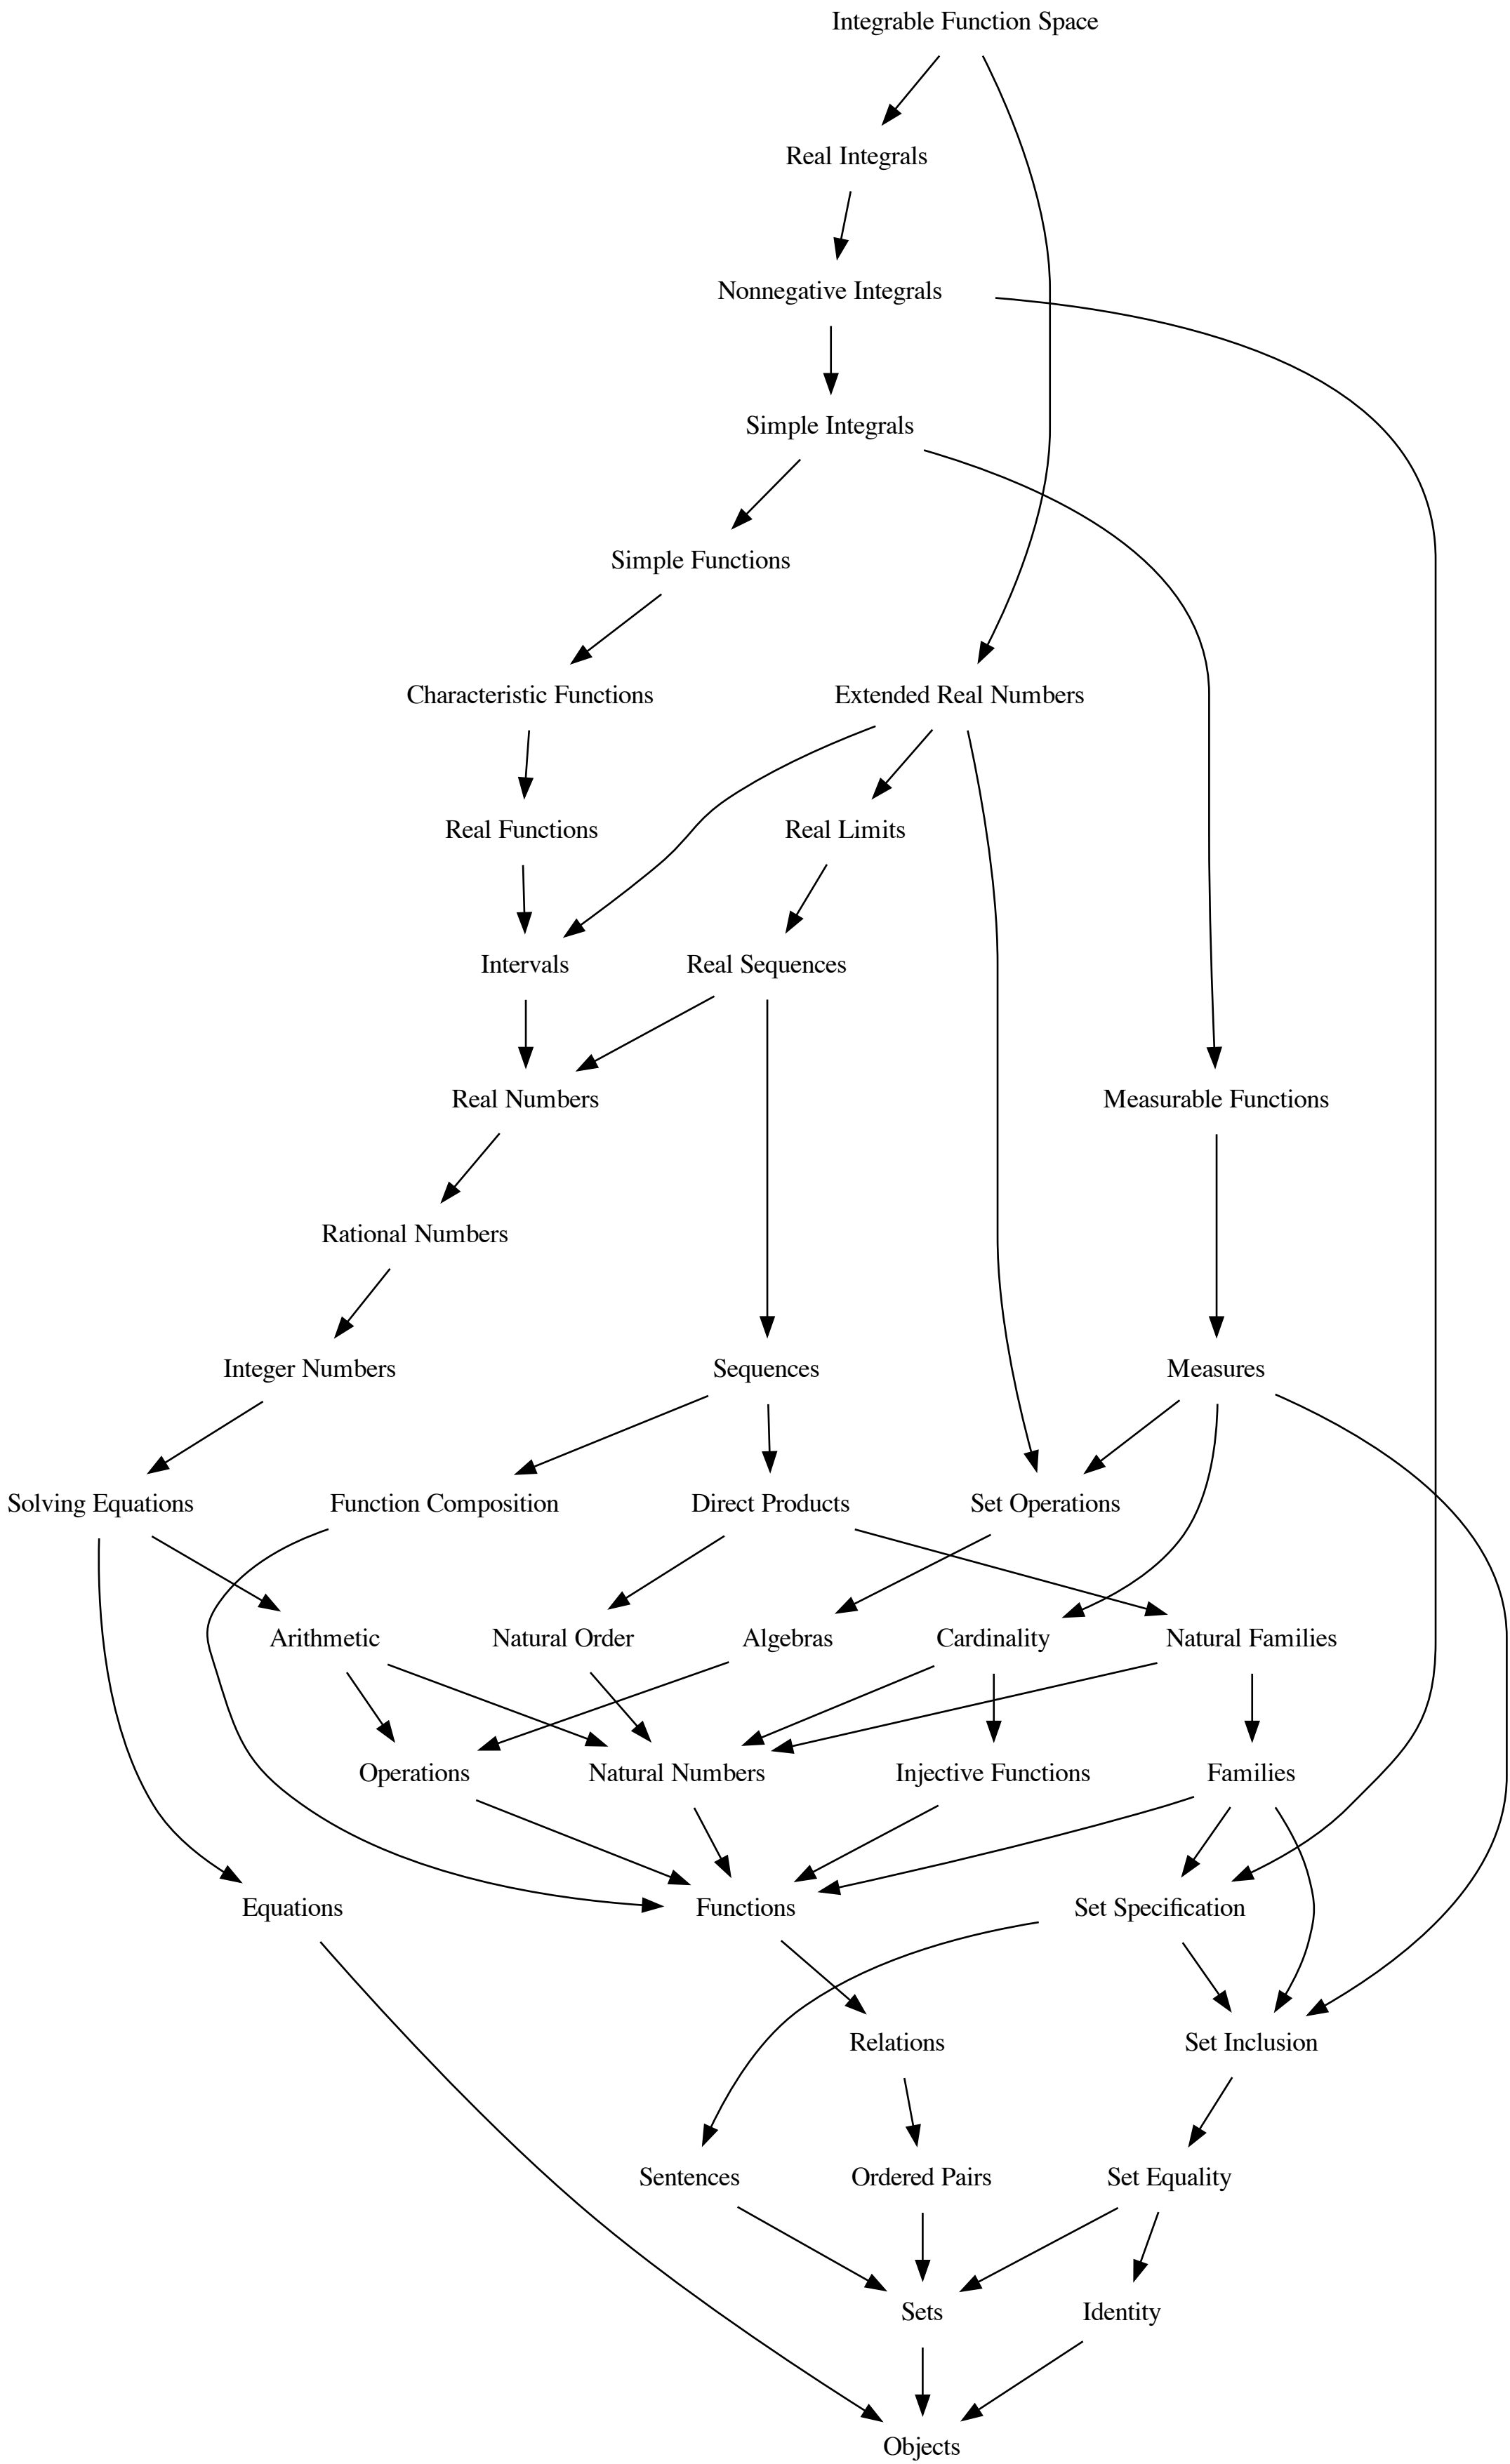 Integrable Function Space
Real Integrals
Nonnegative Integrals
Simple Integrals
Simple Functions
Characteristic Functions
Extended Real Numbers
Real Functions
Real Limits
Intervals
Real Sequences
Real Numbers
Measurable Functions
Rational Numbers
Integer Numbers
Sequences
Measures
Solving Equations
Function Composition
Direct Products
Set Operations
Arithmetic
Natural Order
Algebras
Cardinality
Natural Families
Operations
Natural Numbers
Injective Functions
Families
Equations
Functions
Set Specification
Relations
Set Inclusion
Sentences
Ordered Pairs
Set Equality
Sets
Identity
Objects